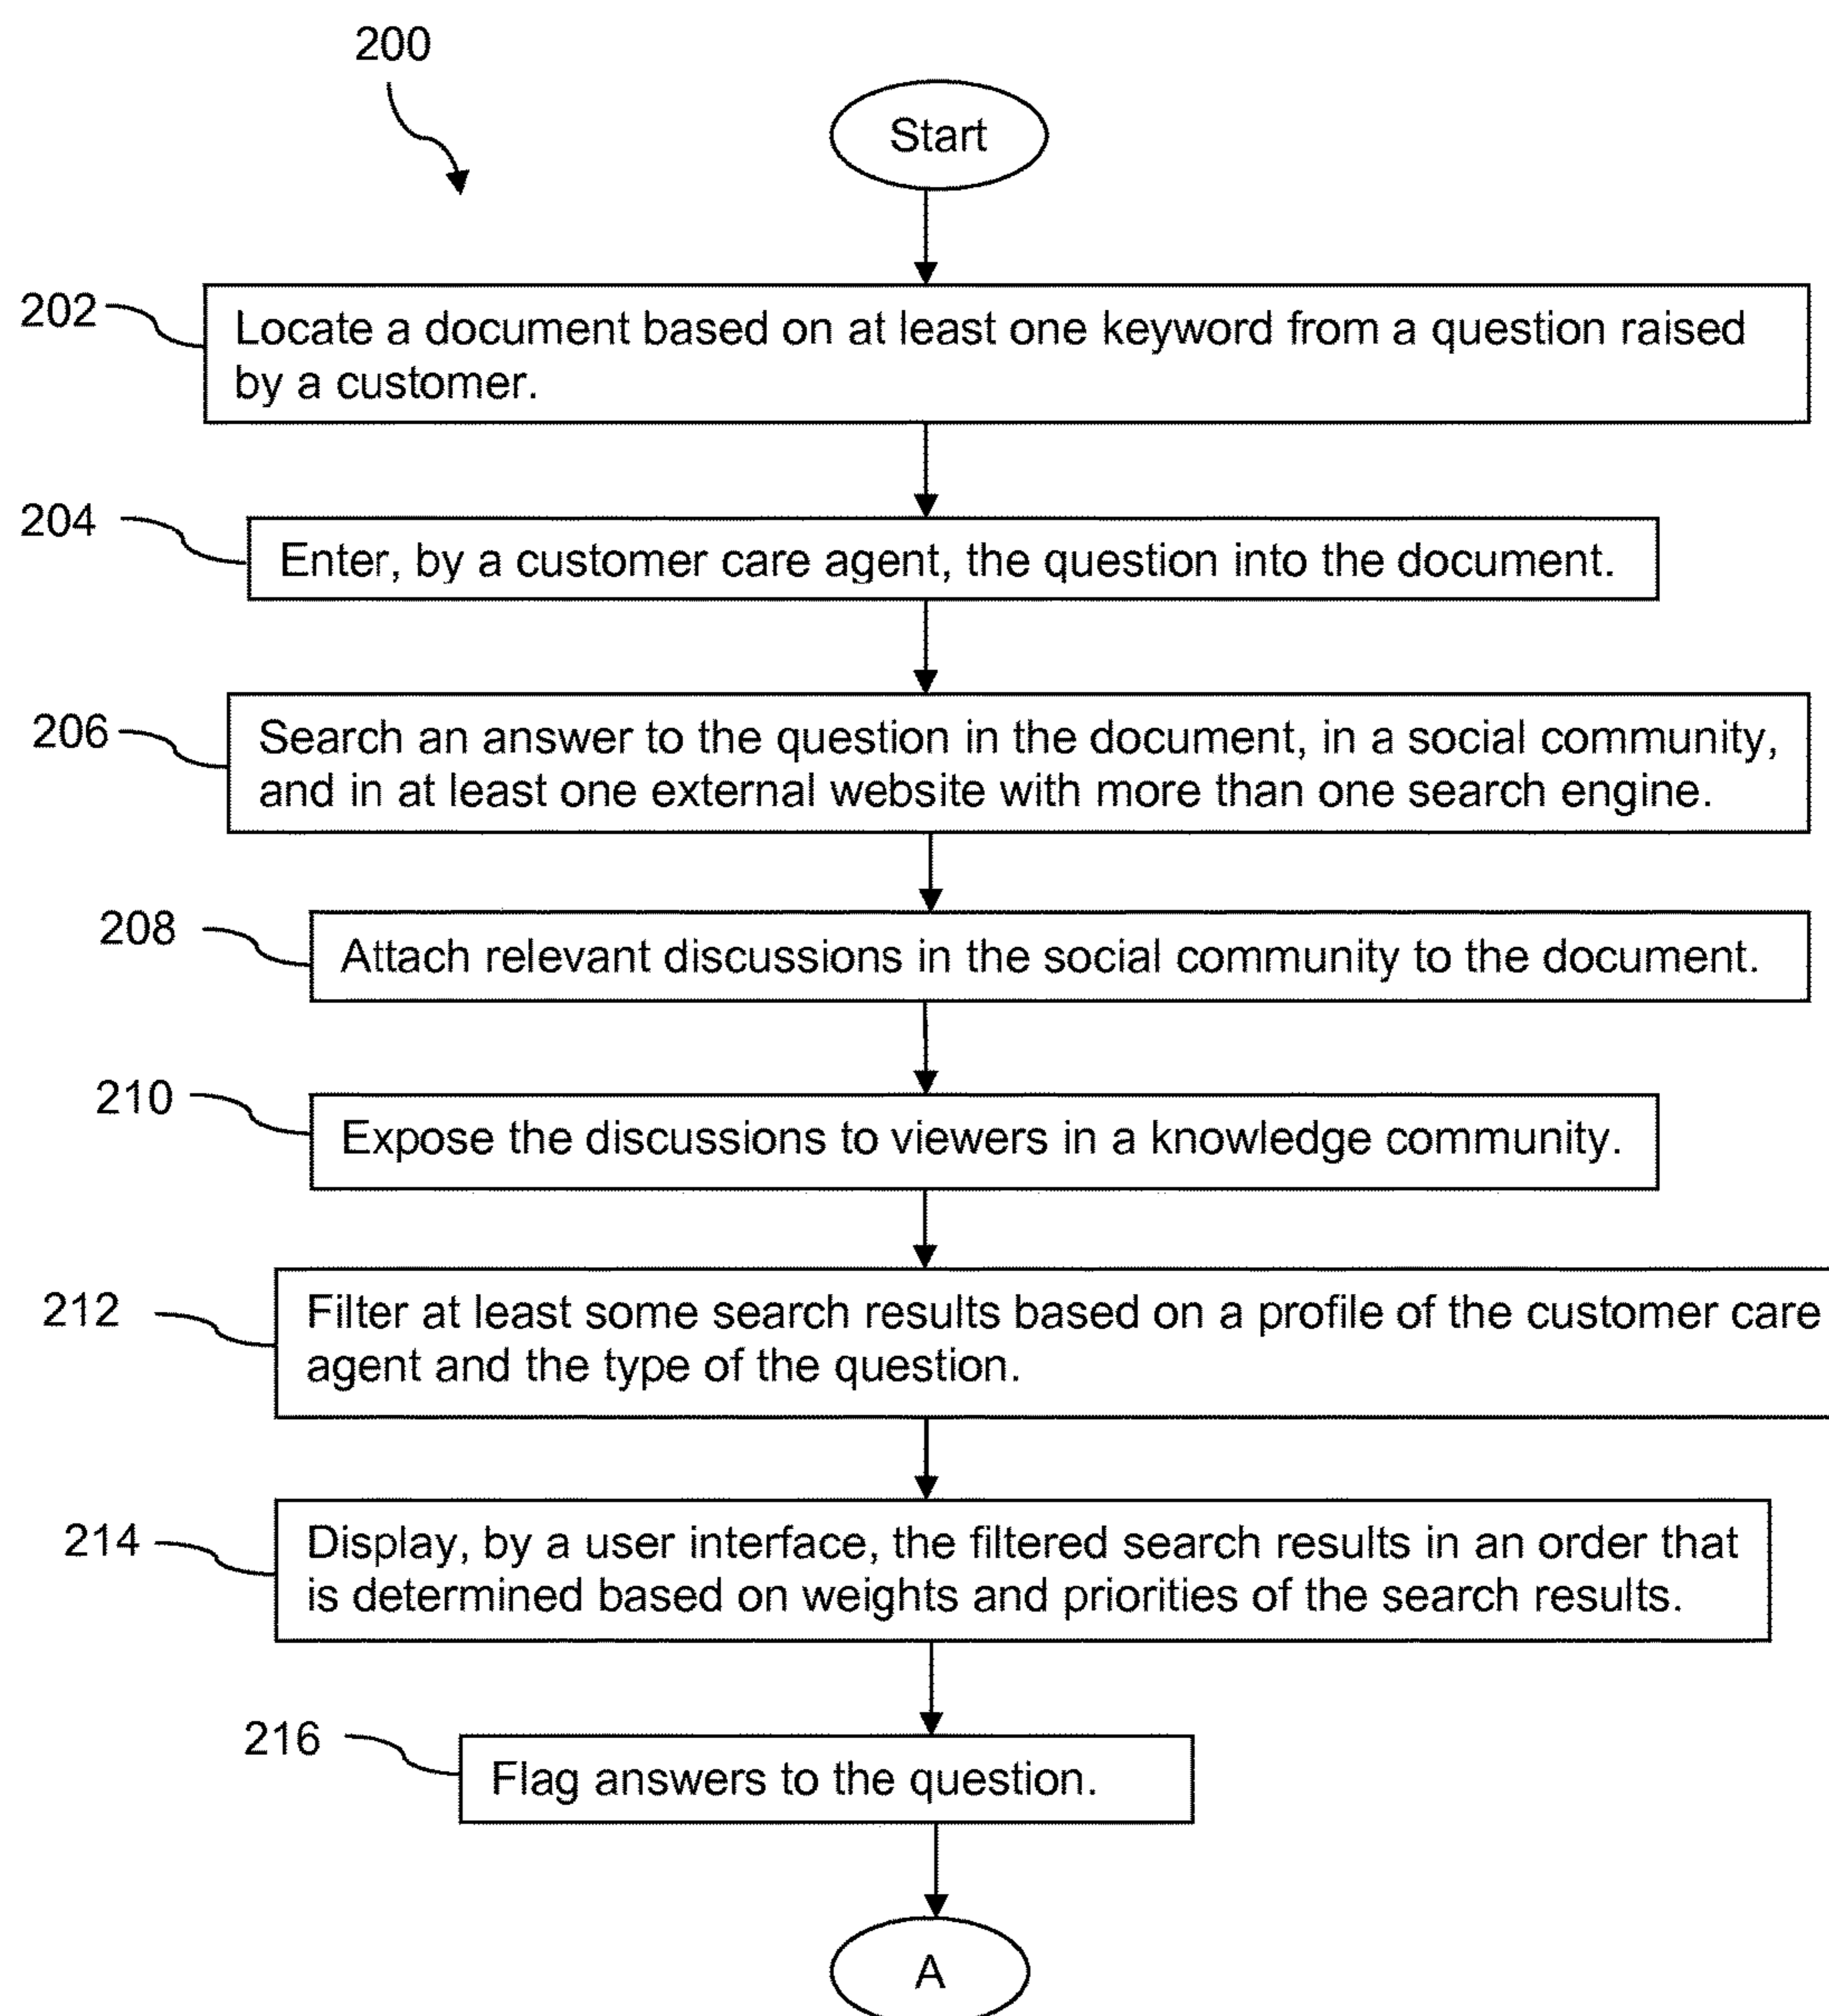 200
Start
202
Locate a document based on at least one keyword from a question raised
by a customer.
204
Enter, by a customer care agent, the question into the document.
206
Search an answer to the question in the document, in a social community,
and in at least one external website with more than one search engine.
208
Attach relevant discussions in the social community to the document.
210
Expose the discussions to viewers in a knowledge community.
212
Filter at least some search results based on a profile of the customer care
agent and the type of the question.
214
Display, by a user interface, the filtered search results in an order that
is determined based on weights and priorities of the search results.
216
Flag answers to the question.
A